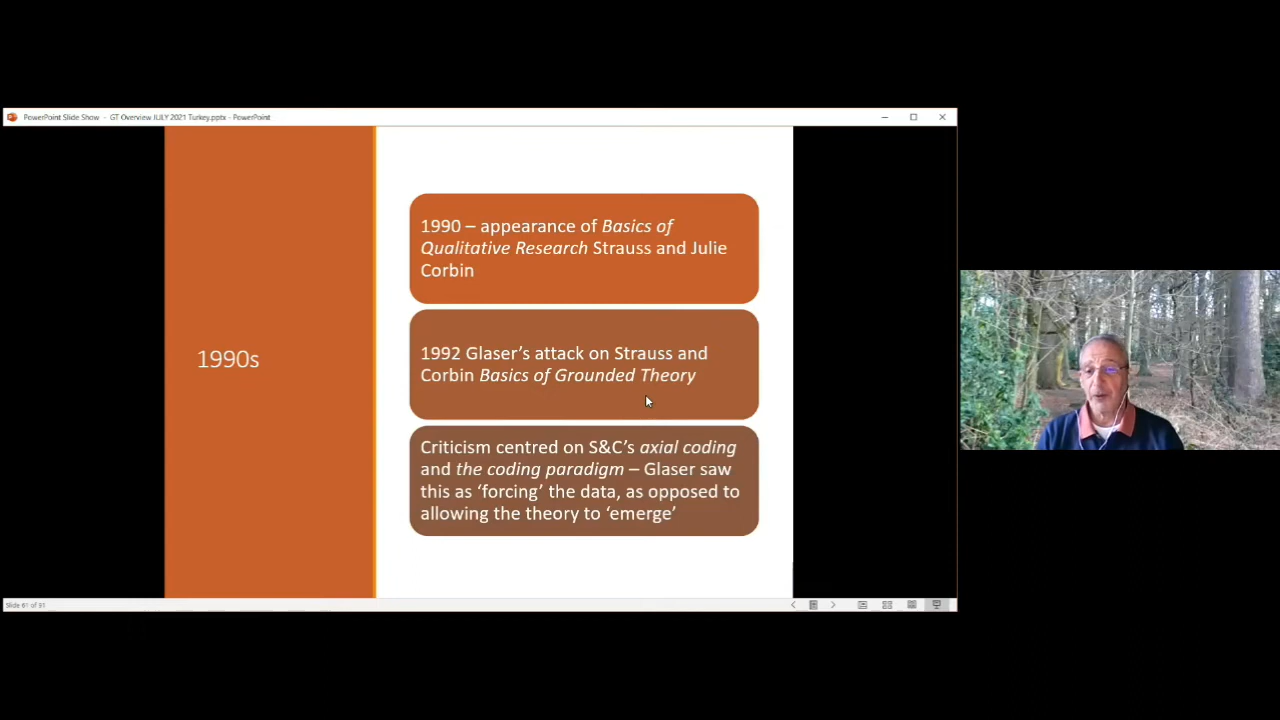 PowerPoint Slide Show - GT Overview JULY 2021 Turkey.pptx - PowerPoint
1990s
1990 – appearance of Basics of
Qualitative Research Strauss and Julie
Corbin
1992 Glaser’s attack on Strauss and
Corbin Basics of Grounded Theory
Criticism centred on S&C’s axial coding
and the coding paradigm – Glaser saw
this as ‘forcing’ the data, as opposed to
allowing the theory to ‘emerge’